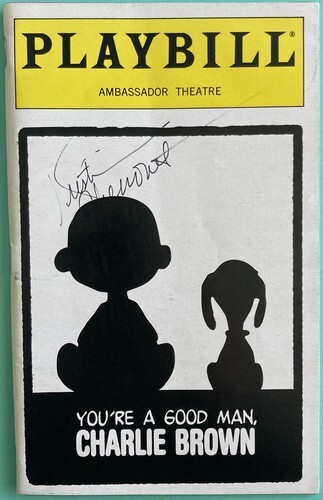 PLAYBILL®
AMBASSADOR THEATRE
YOU'RE A GOOD MAN,
CHARLIE BROWN